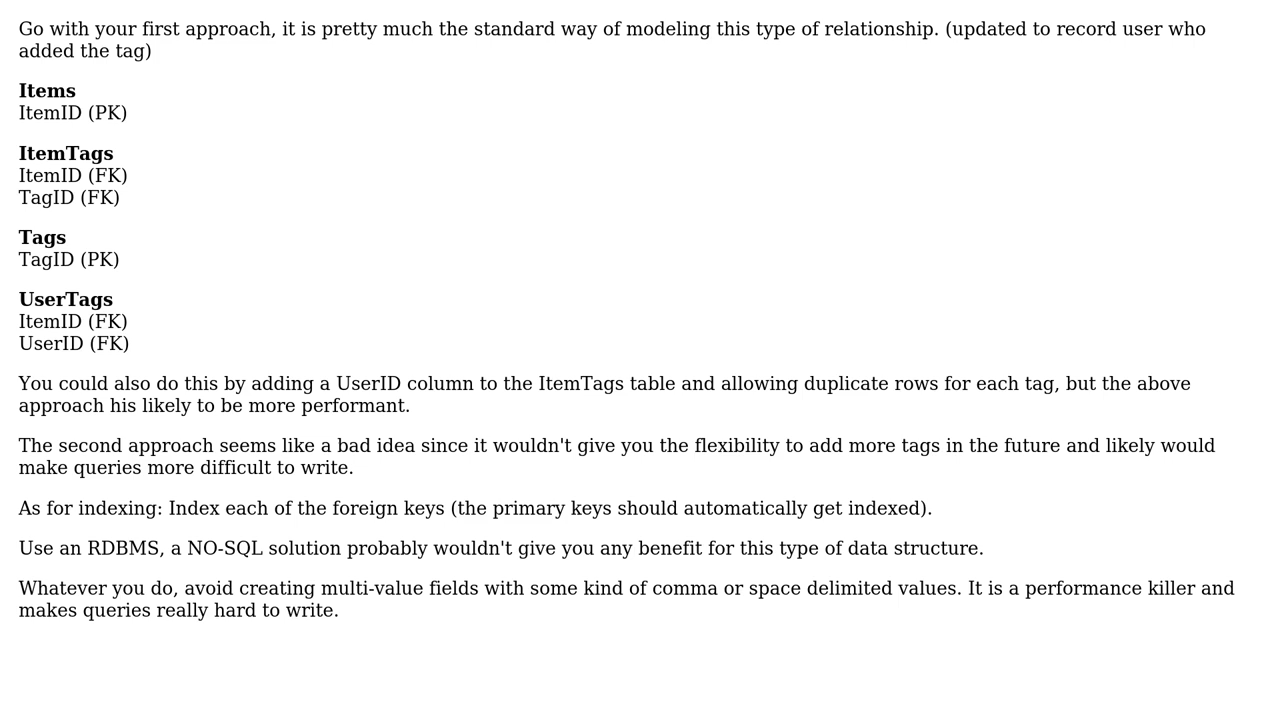 Go with your first approach, it is pretty much the standard way of modeling this type of relationship. (updated to record user who
added the tag)
Items
ItemID (PK)
ItemTags
ItemID (FK)
TagID (FK)
Tags
TagID (PK)
UserTags
ItemID (FK)
UserID (FK)
You could also do this by adding a UserID column to the ItemTags table and allowing duplicate rows for each tag, but the above
approach his likely to be more performant.
The second approach seems like a bad idea since it wouldn't give you the flexibility to add more tags in the future and likely would
make queries more difficult to write.
As for indexing: Index each of the foreign keys (the primary keys should automatically get indexed).
Use an RDBMS, a NO-SQL solution probably wouldn't give you any benefit for this type of data structure.
Whatever you do, avoid creating multi-value fields with some kind of comma or space delimited values. It is a performance killer and
makes queries really hard to write.